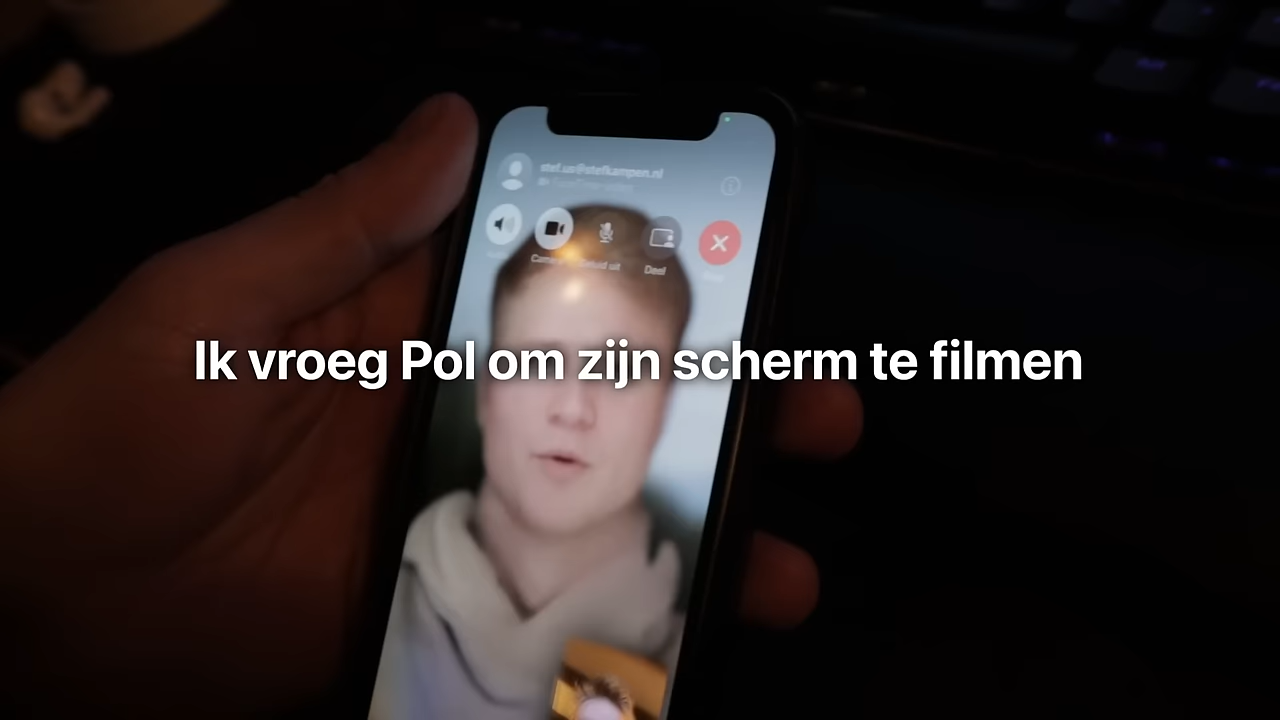 stef.us@stefkampen.nl
Deel
Ik vroeg Pol om zijn scherm te filmen